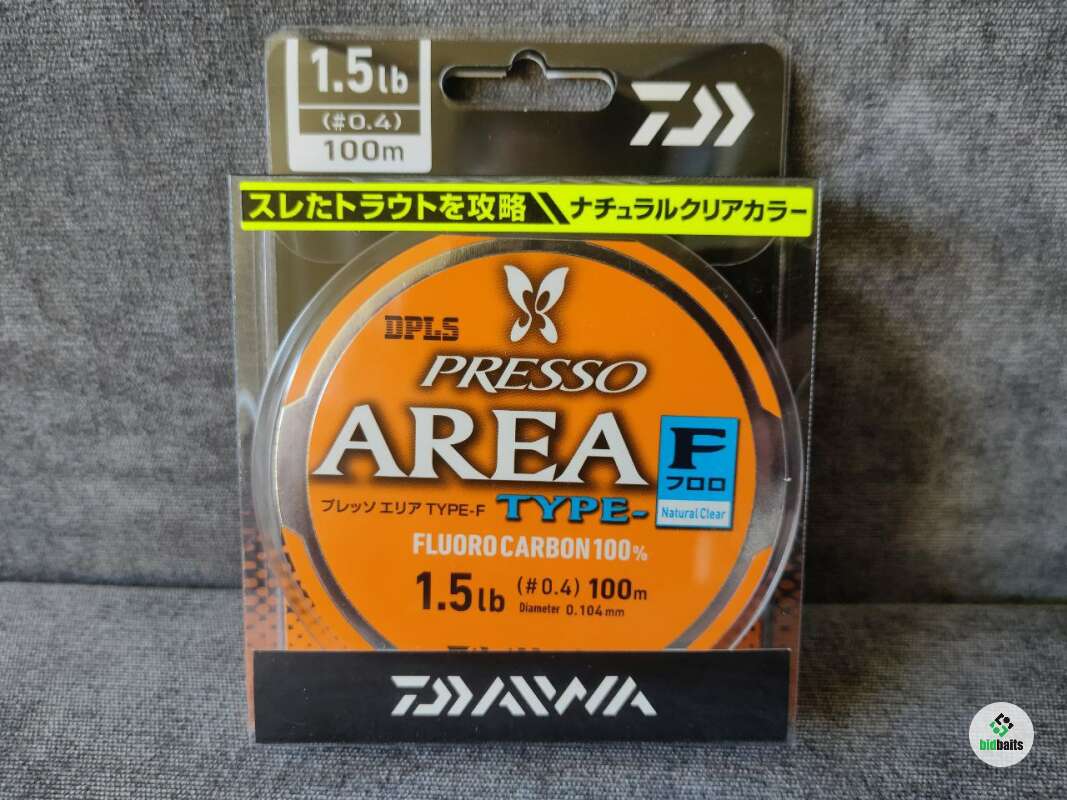 1.5lb
(#0.4)
100m
スレたトラウトを攻略
ナチュラルクリアカラー
DPLS
PRESSO
AREA
TYPE-
F
フロロ
Natural Clear
プレッソ エリア TYPE-F
FLUORO CARBON 100%
1.5lb (#0.4) 100m
Diameter 0.104mm
DAIWA
bidbaits